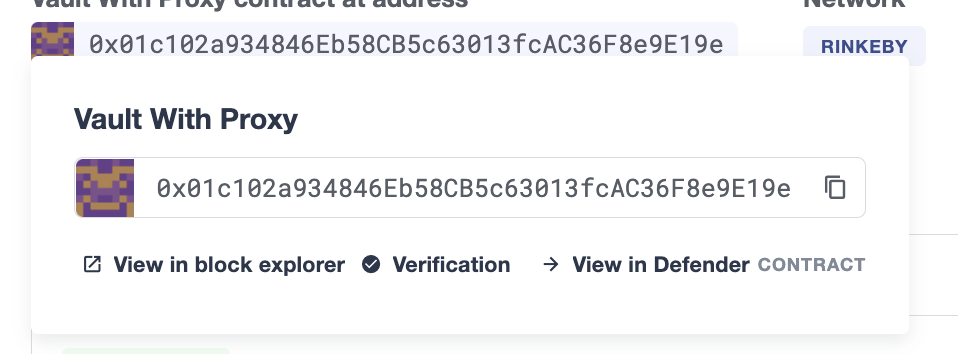 Vault With Proxy contract at address
Network
0x01c102a934846Eb58CB5c63013fcAC36F8e9E19e
RINKEBY
Vault With Proxy
0x01c102a934846Eb58CB5c63013fcAC36F8e9E19e
View in block explorer
Verification
View in Defender
CONTRACT